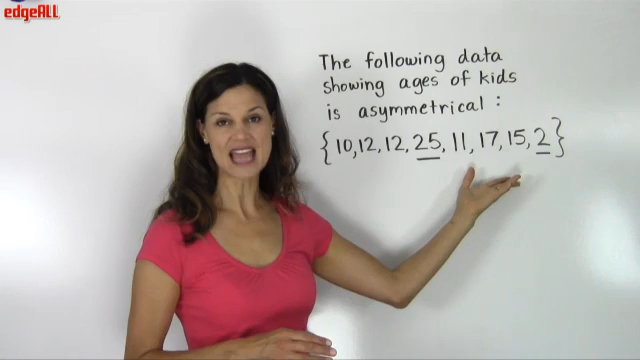 edgeALL
The following data
showing ages of kids
is asymmetrical :
{10,12,12,25,11,17,15,2}